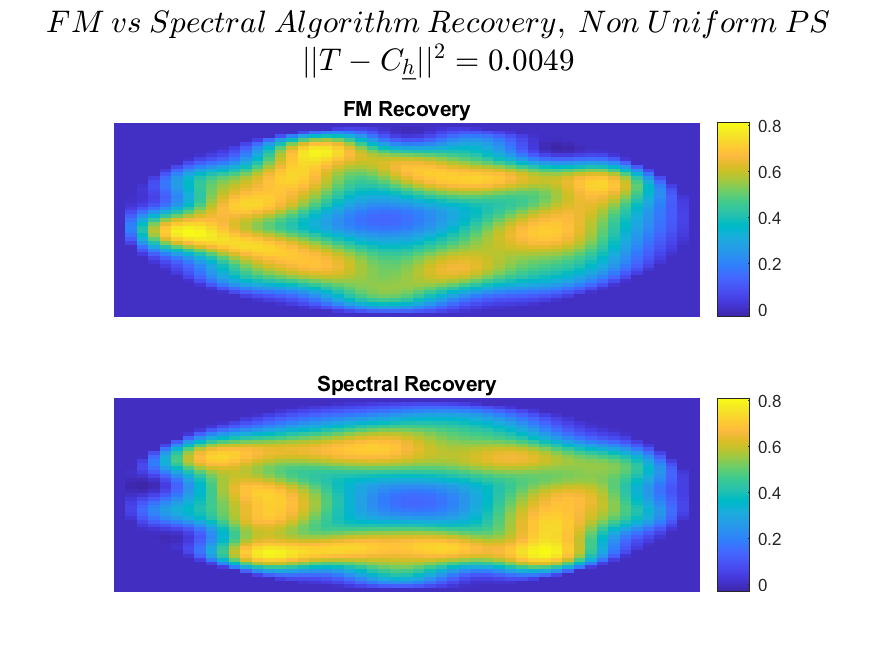 FM vs Spectral Algorithm Recovery, Non Uniform PS
||T − C_h||² = 0.0049
FM Recovery
0.8
0.6
0.4
0.2
0
Spectral Recovery
0.8
0.6
0.4
0.2
0